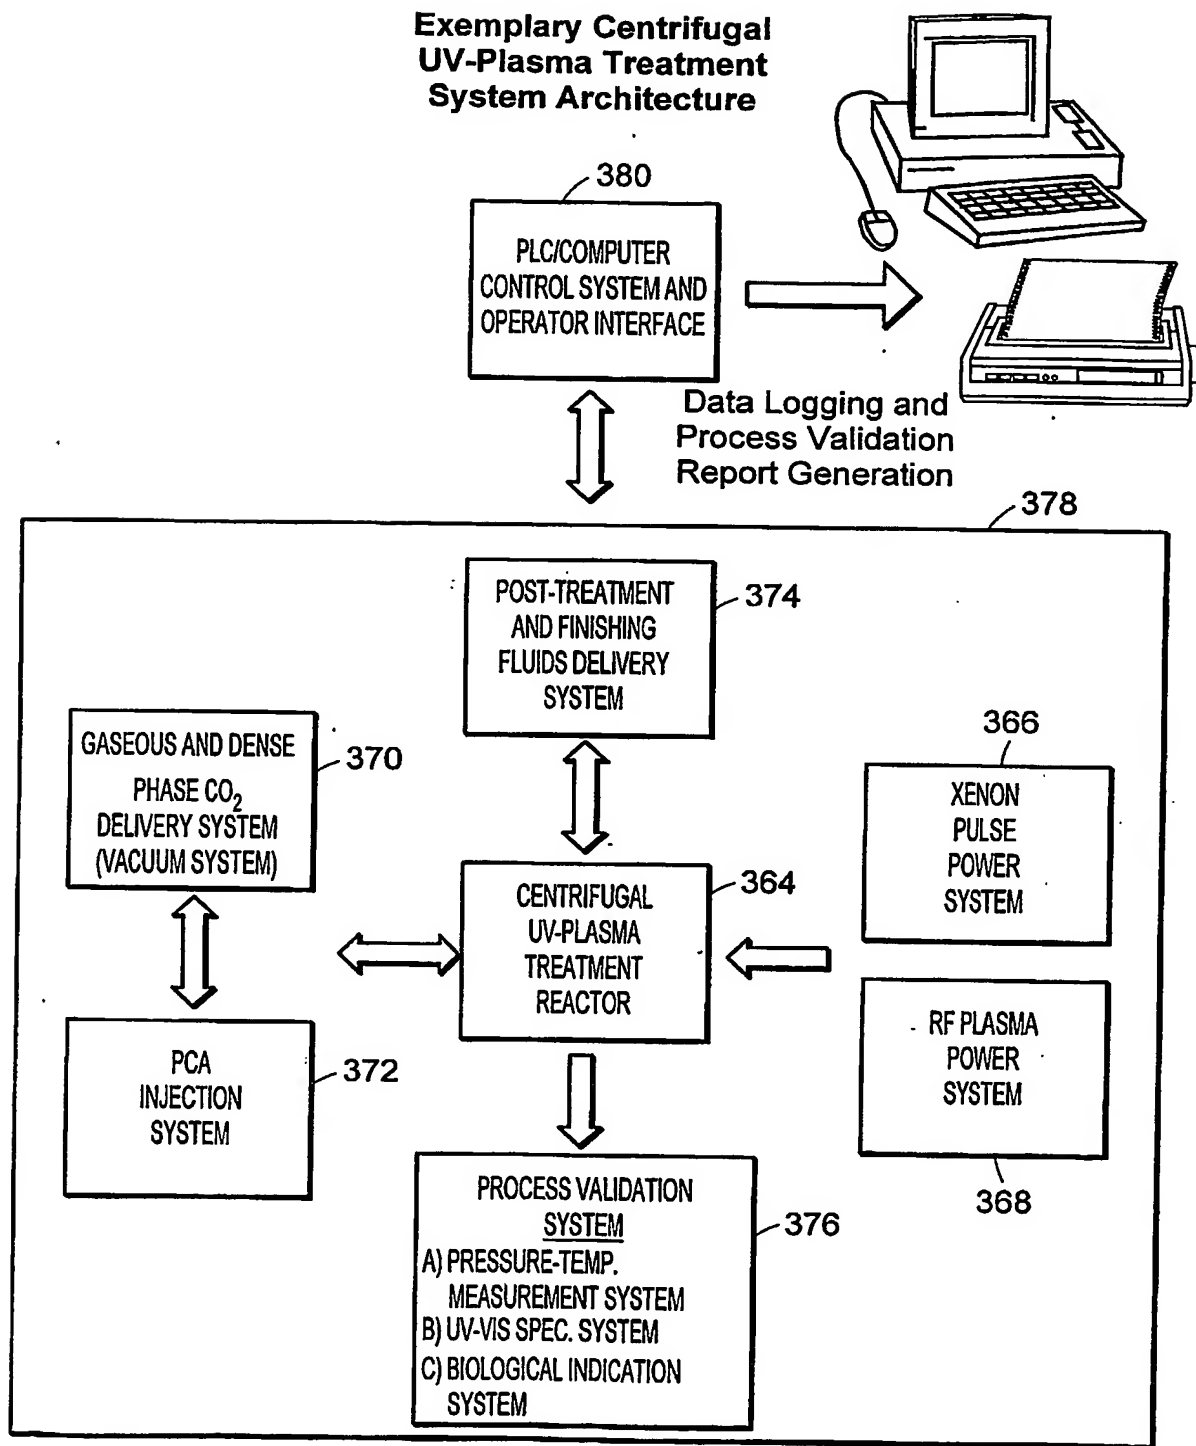 Exemplary Centrifugal
UV-Plasma Treatment
System Architecture
380
PLC/COMPUTER
CONTROL SYSTEM AND
OPERATOR INTERFACE
Data Logging and
Process Validation
Report Generation
378
POST-TREATMENT
AND FINISHING
FLUIDS DELIVERY
SYSTEM
374
GASEOUS AND DENSE
PHASE CO₂
DELIVERY SYSTEM
(VACUUM SYSTEM)
370
366
XENON
PULSE
POWER
SYSTEM
CENTRIFUGAL
UV-PLASMA
TREATMENT
REACTOR
364
PCA
INJECTION
SYSTEM
372
RF PLASMA
POWER
SYSTEM
368
PROCESS VALIDATION
SYSTEM
A) PRESSURE-TEMP.
MEASUREMENT SYSTEM
B) UV-VIS SPEC. SYSTEM
C) BIOLOGICAL INDICATION
SYSTEM
376